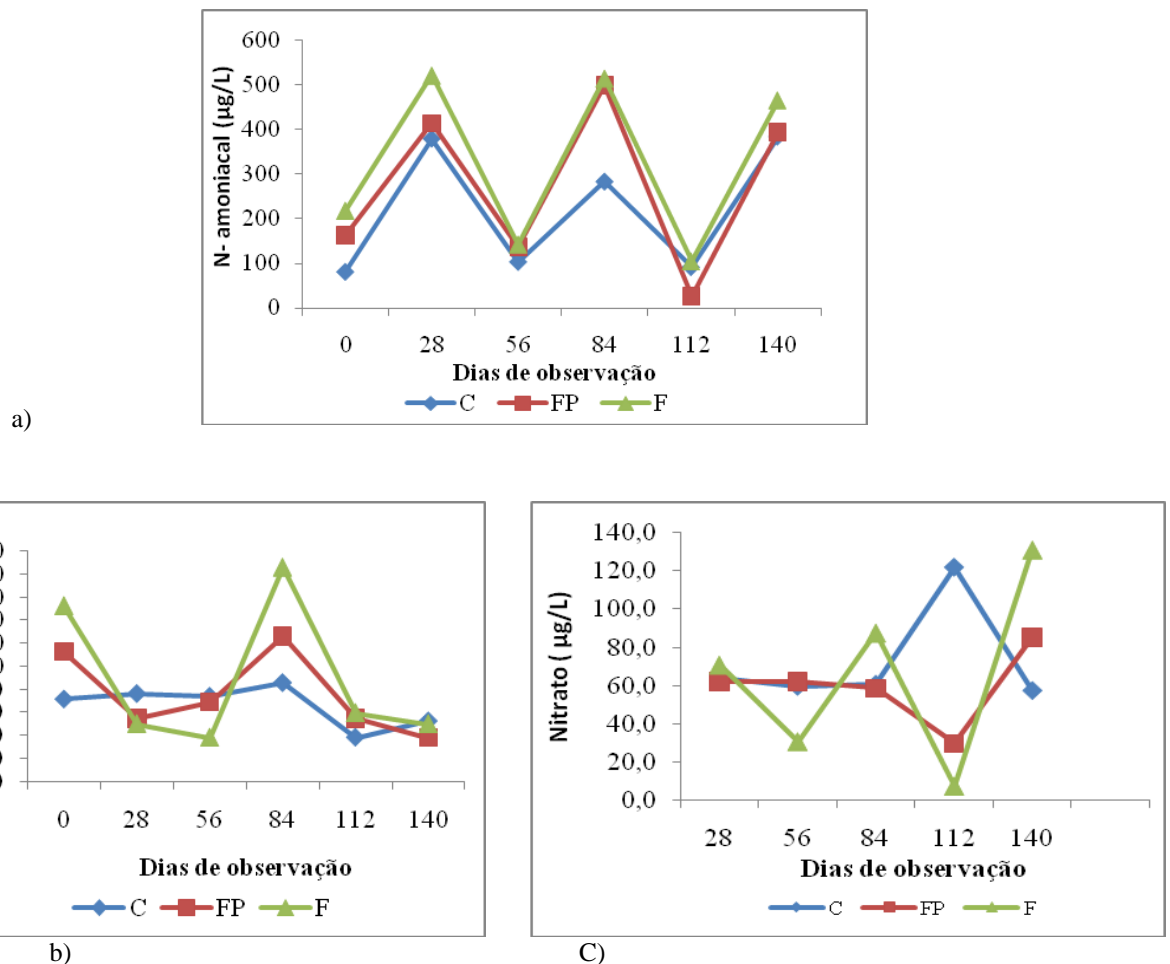 600
500
400
300
200
100
0
N- amoniacal (µg/L)
0 28 56 84 112 140
Dias de observação
C FP F
a)
0 28 56 84 112 140
Dias de observação
C FP F
b)
140,0
120,0
100,0
80,0
60,0
40,0
20,0
0,0
Nitrato ( µg/L)
28 56 84 112 140
Dias de observação
C FP F
C)